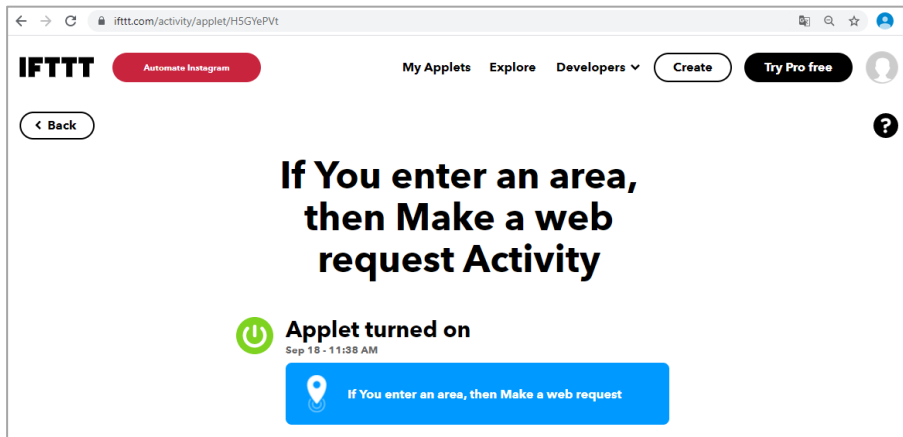 ifttt.com/activity/applet/H5GYePVt
IFTTT
Automate Instagram
My Applets Explore Developers Create Try Pro free
Back
?
If You enter an area,
then Make a web
request Activity
Applet turned on
Sep 18 - 11:38 AM
If You enter an area, then Make a web request